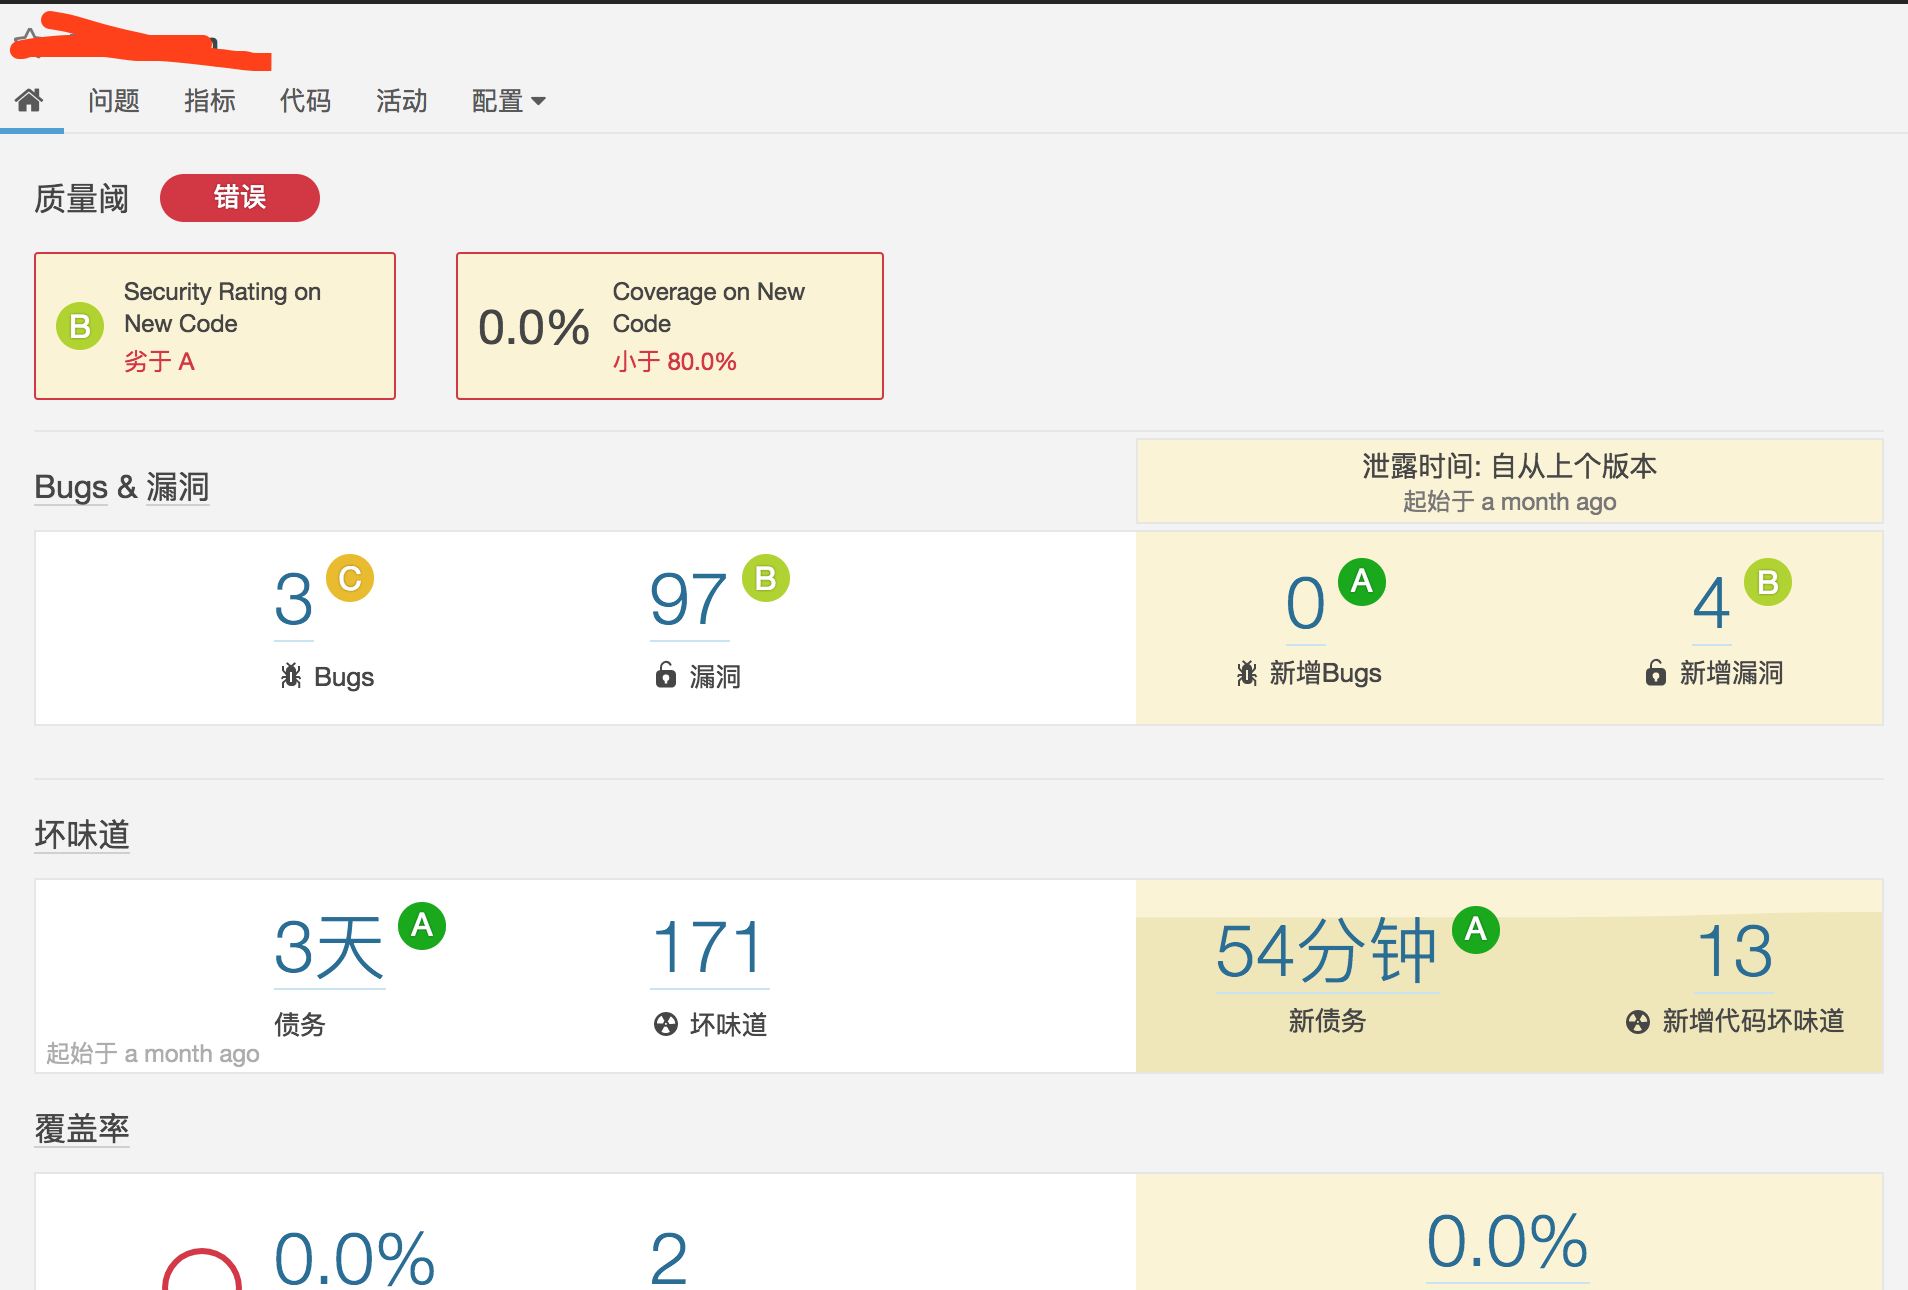 问题 指标 代码 活动 配置
质量阈 错误
B
Security Rating on
New Code
劣于 A
0.0%
Coverage on New
Code
小于 80.0%
Bugs & 漏洞
泄露时间: 自从上个版本
起始于 a month ago
3 C
Bugs
97 B
漏洞
0 A
新增Bugs
4 B
新增漏洞
坏味道
3天 A
债务
171
坏味道
54分钟 A
新债务
13
新增代码坏味道
起始于 a month ago
覆盖率
0.0%
2
0.0%